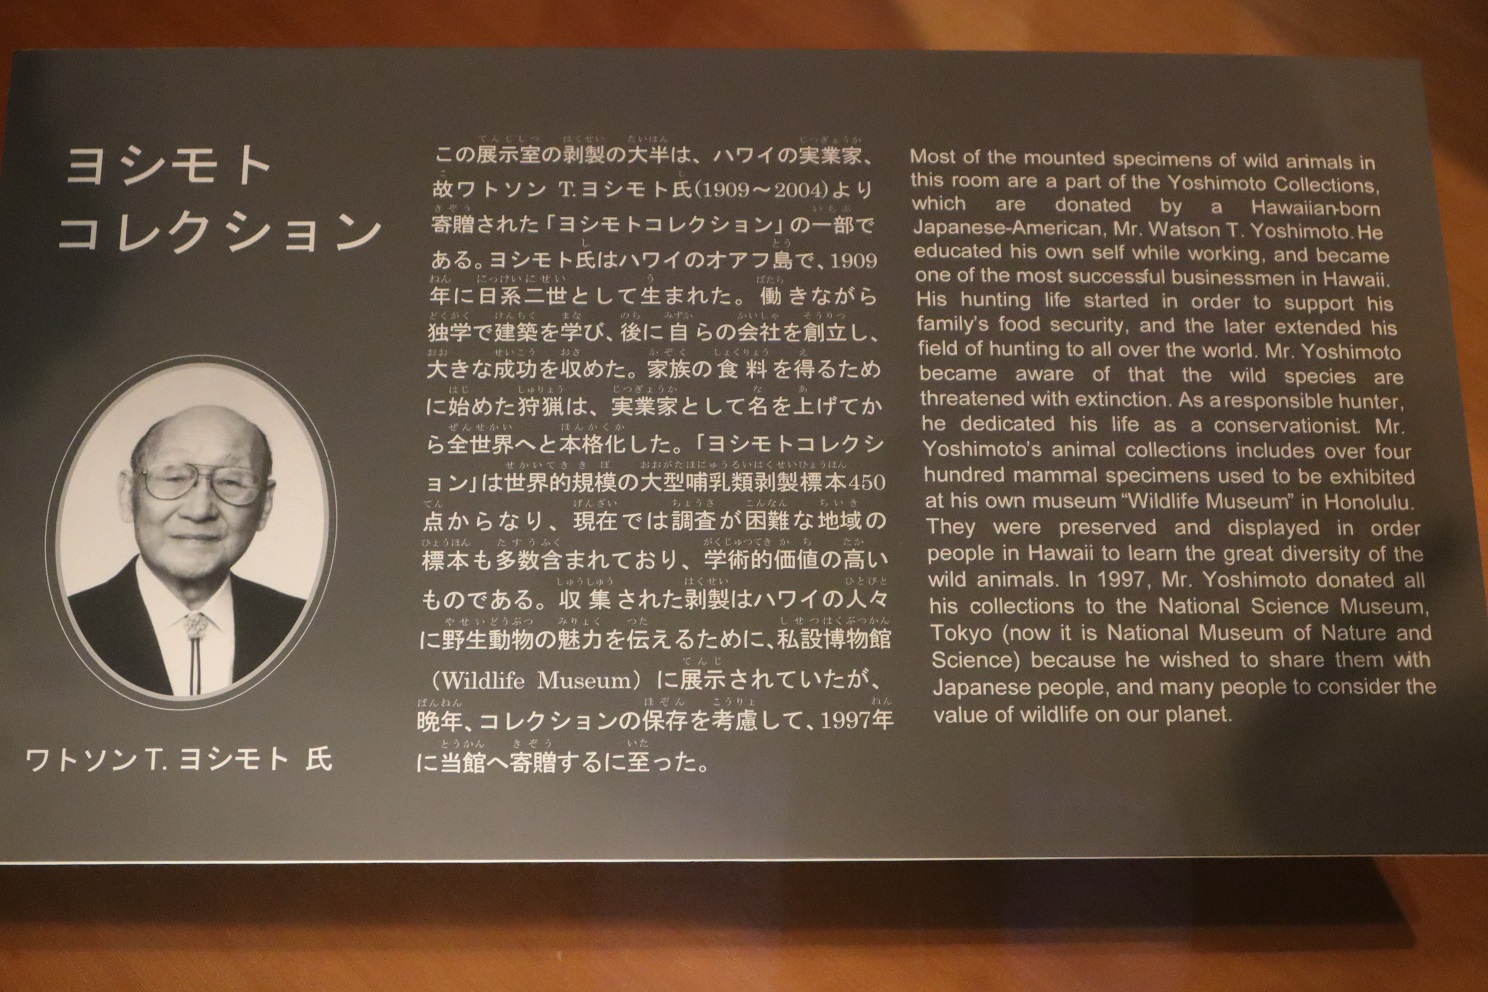 ヨシモト
コレクション
ワトソン T. ヨシモト 氏
この展示室の剥製の大半は、ハワイの実業家、
故ワトソン T.ヨシモト氏(1909〜2004)より
寄贈された「ヨシモトコレクション」の一部で
ある。ヨシモト氏はハワイのオアフ島で、1909
年に日系二世として生まれた。働きながら
独学で建築を学び、後に自らの会社を創立し、
大きな成功を収めた。家族の食料を得るため
に始めた狩猟は、実業家として名を上げてか
ら全世界へと本格化した。「ヨシモトコレクシ
ョン」は世界的規模の大型哺乳類剥製標本450
点からなり、現在では調査が困難な地域の
標本も多数含まれており、学術的価値の高い
ものである。収集された剥製はハワイの人々
に野生動物の魅力を伝えるために、私設博物館
（Wildlife Museum）に展示されていたが、
晩年、コレクションの保存を考慮して、1997年
に当館へ寄贈するに至った。
Most of the mounted specimens of wild animals in
this room are a part of the Yoshimoto Collections,
which are donated by a Hawaiian-born
Japanese-American, Mr. Watson T. Yoshimoto. He
educated his own self while working, and became
one of the most successful businessmen in Hawaii.
His hunting life started in order to support his
family's food security, and the later extended his
field of hunting to all over the world. Mr. Yoshimoto
became aware of that the wild species are
threatened with extinction. As a responsible hunter,
he dedicated his life as a conservationist. Mr.
Yoshimoto's animal collections includes over four
hundred mammal specimens used to be exhibited
at his own museum “Wildlife Museum” in Honolulu.
They were preserved and displayed in order
people in Hawaii to learn the great diversity of the
wild animals. In 1997, Mr. Yoshimoto donated all
his collections to the National Science Museum,
Tokyo (now it is National Museum of Nature and
Science) because he wished to share them with
Japanese people, and many people to consider the
value of wildlife on our planet.